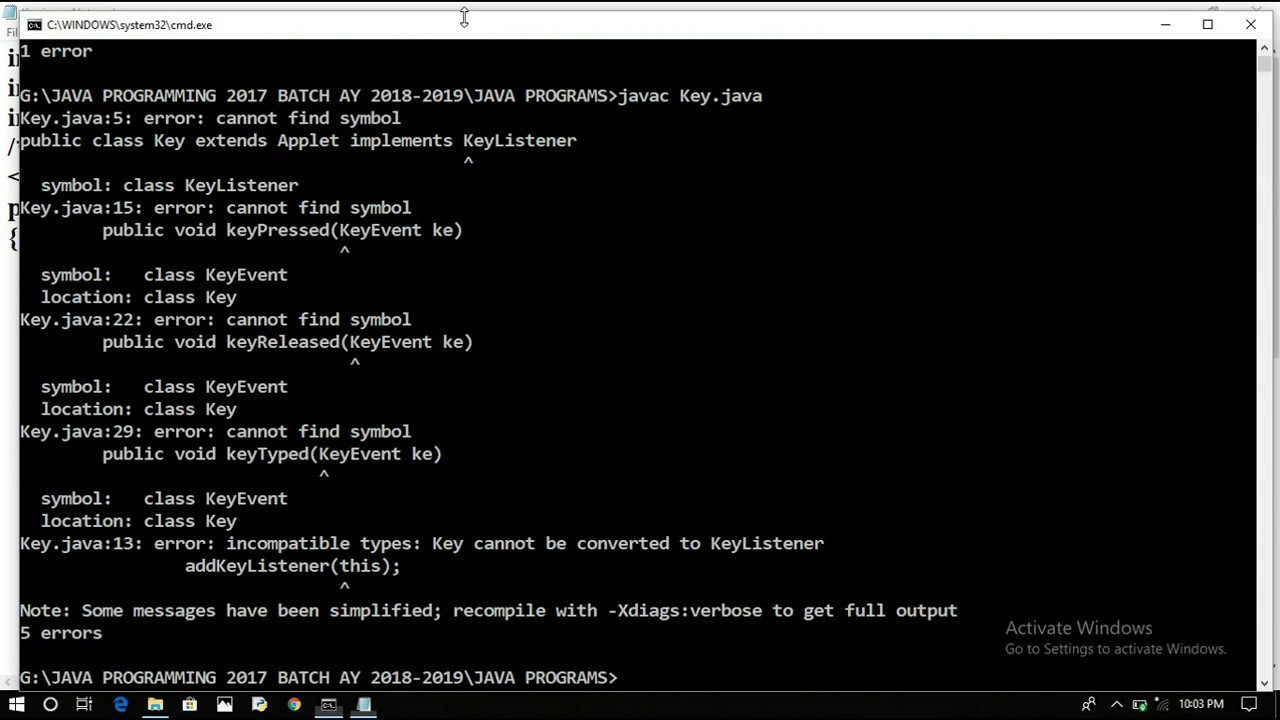 C:\WINDOWS\system32\cmd.exe
Fil
in
in
in
/*
<
p
{
1 error
G:\JAVA PROGRAMMING 2017 BATCH AY 2018-2019\JAVA PROGRAMS>javac Key.java
Key.java:5: error: cannot find symbol
public class Key extends Applet implements KeyListener
^
symbol: class KeyListener
Key.java:15: error: cannot find symbol
public void keyPressed(KeyEvent ke)
^
symbol:   class KeyEvent
location: class Key
Key.java:22: error: cannot find symbol
public void keyReleased(KeyEvent ke)
^
symbol:   class KeyEvent
location: class Key
Key.java:29: error: cannot find symbol
public void keyTyped(KeyEvent ke)
^
symbol:   class KeyEvent
location: class Key
Key.java:13: error: incompatible types: Key cannot be converted to KeyListener
addKeyListener(this);
^
Note: Some messages have been simplified; recompile with -Xdiags:verbose to get full output
5 errors
G:\JAVA PROGRAMMING 2017 BATCH AY 2018-2019\JAVA PROGRAMS>
Activate Windows
Go to Settings to activate Windows.
10:03 PM